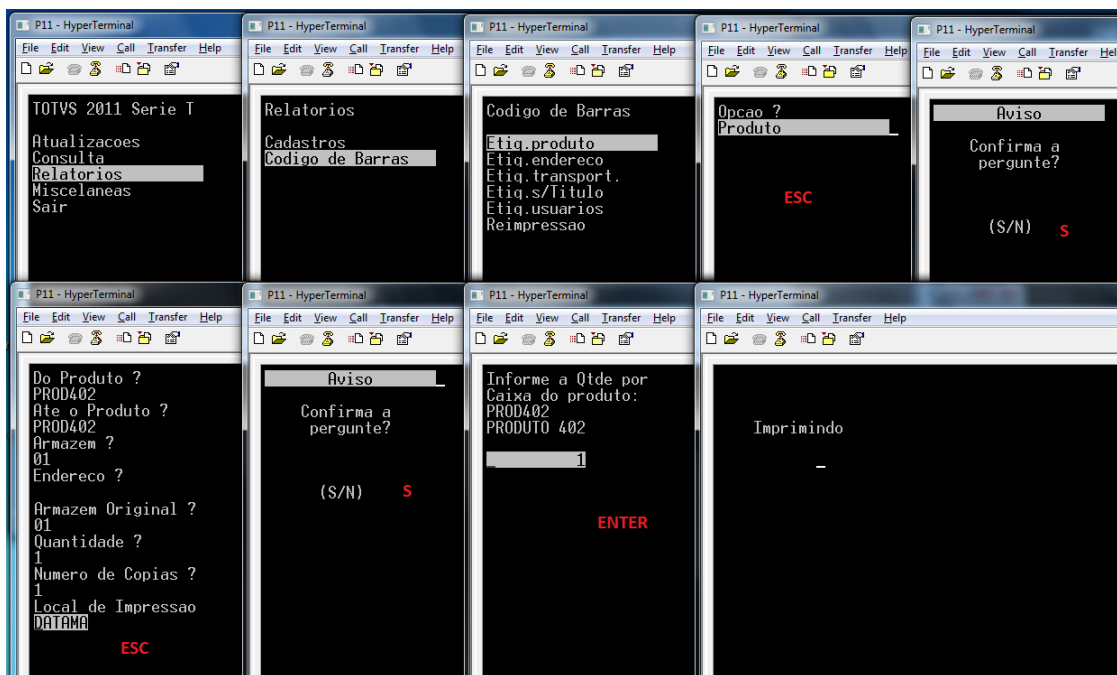 P11 - HyperTerminal
File Edit View Call Transfer Help
TOTVS 2011 Serie T
Atualizacoes
Consulta
Relatorios
Miscelaneas
Sair
P11 - HyperTerminal
File Edit View Call Transfer Help
Relatorios
Cadastros
Codigo de Barras
P11 - HyperTerminal
File Edit View Call Transfer Help
Codigo de Barras
Etiq.produto
Etiq.endereco
Etiq.transport.
Etiq.s/Titulo
Etiq.usuarios
Reimpressao
P11 - HyperTerminal
File Edit View Call Transfer Help
Opcao ?
Produto
ESC
P11 - HyperTerminal
File Edit View Call Transfer Hel
Aviso
Confirma a
pergunte?
(S/N) S
P11 - HyperTerminal
File Edit View Call Transfer Help
Do Produto ?
PROD402
Ate o Produto ?
PROD402
Armazem ?
01
Endereco ?
Armazem Original ?
01
Quantidade ?
1
Numero de Copias ?
1
Local de Impressao
DATAMA
ESC
P11 - HyperTerminal
File Edit View Call Transfer Help
Aviso
Confirma a
pergunte?
(S/N) S
P11 - HyperTerminal
File Edit View Call Transfer Help
Informe a Qtde por
Caixa do produto:
PROD402
PRODUTO 402
1
ENTER
P11 - HyperTerminal
File Edit View Call Transfer Help
Imprimindo